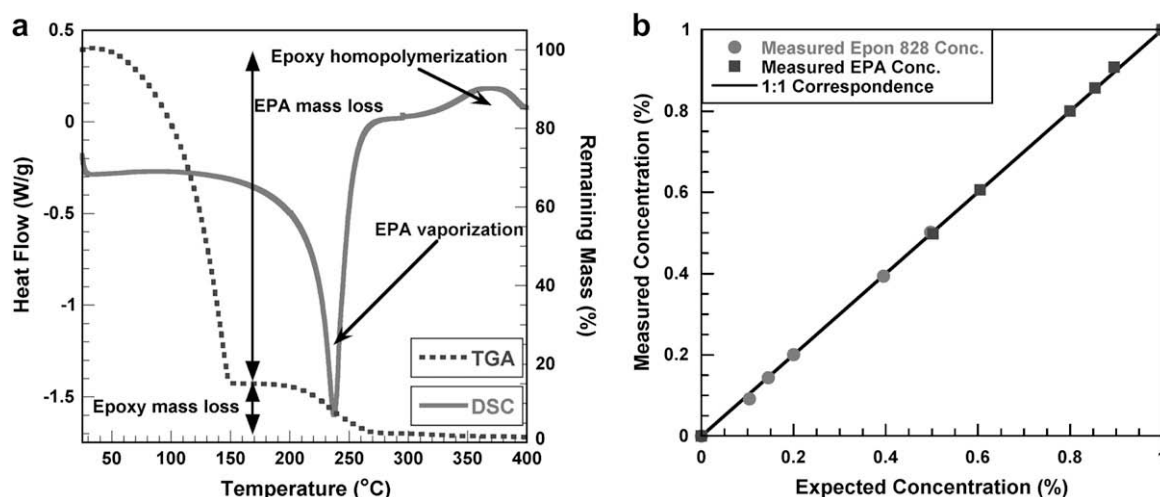 a
0.5
0
-0.5
-1
-1.5
Heat Flow (W/g)
Epoxy homopolymerization
EPA mass loss
EPA vaporization
Epoxy mass loss
TGA
DSC
100
80
60
40
20
0
Remaining Mass (%)
50 100 150 200 250 300 350 400
Temperature (°C)
b
Measured Epon 828 Conc.
Measured EPA Conc.
1:1 Correspondence
1
0.8
0.6
0.4
0.2
0
Measured Concentration (%)
0 0.2 0.4 0.6 0.8 1
Expected Concentration (%)